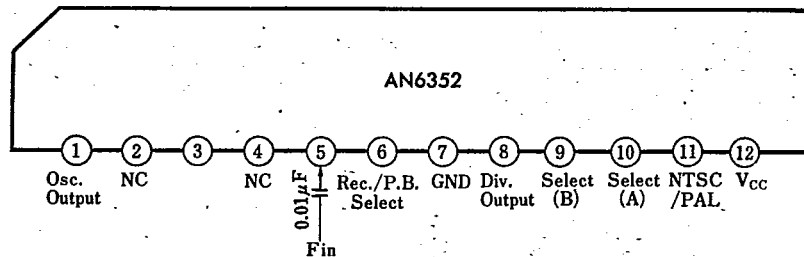 AN6352
1 2 3 4 5 6 7 8 9 10 11 12
Osc.
Output
NC
NC
0.01μF
Fin
Rec./P.B.
Select
GND
Div.
Output
Select
(B)
Select
(A)
NTSC
/PAL
VCC